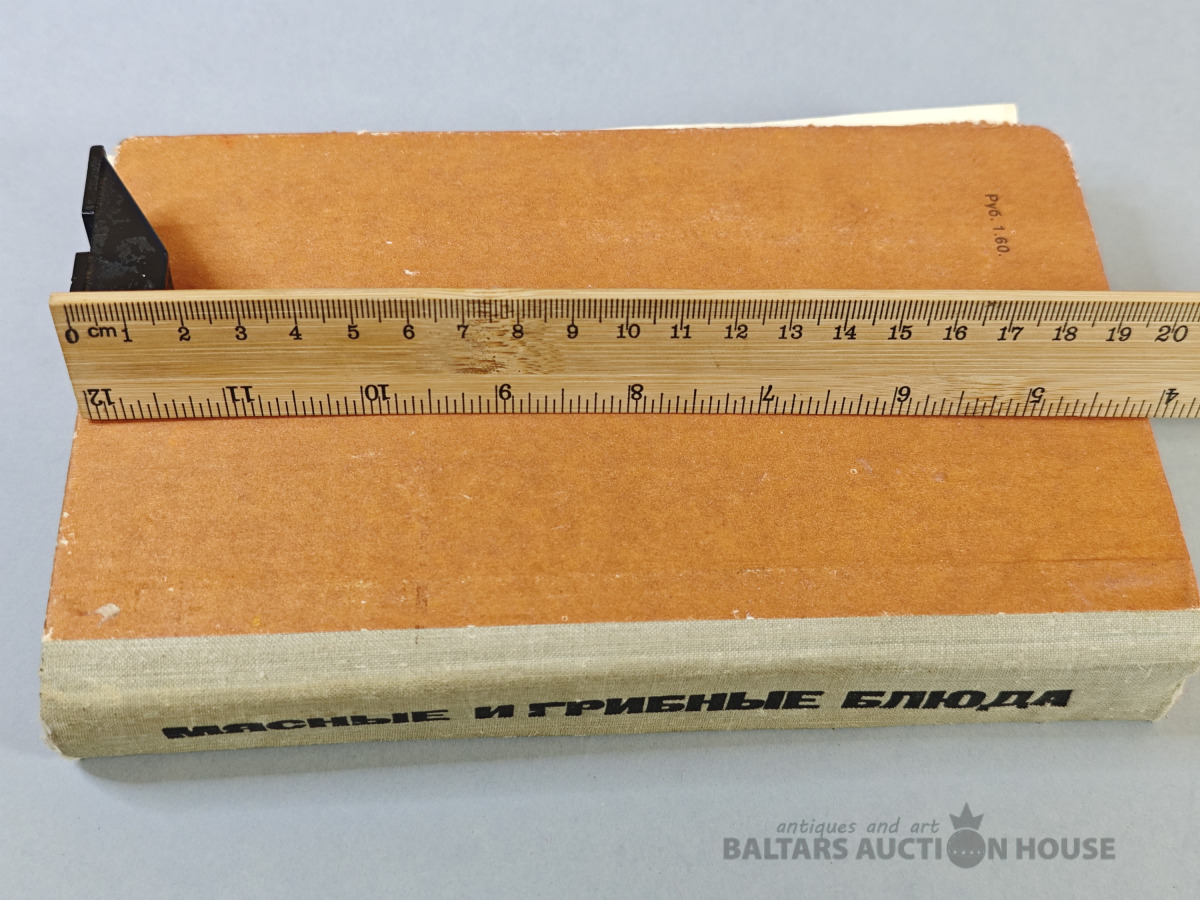 Руб. 1.60.
0 cm 1 2 3 4 5 6 7 8 9 10 11 12 13 14 15 16 17 18 19 20
12 11 10 9 8 7 6 5 4
МЯСНЫЕ И ГРИБНЫЕ БЛЮДА
antiques and art
BALTARS AUCTION HOUSE